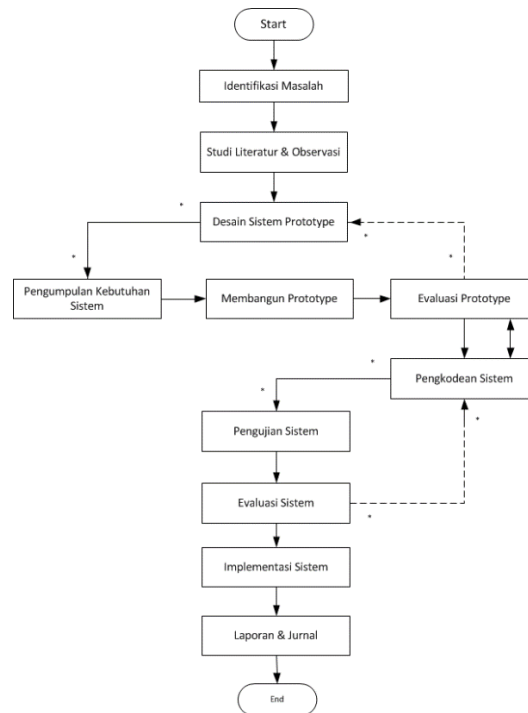 Start
Identifikasi Masalah
Studi Literatur & Observasi
Desain Sistem Prototype
*
*
*
*
Pengumpulan Kebutuhan
Sistem
Membangun Prototype
Evaluasi Prototype
Pengkodean Sistem
*
*
*
Pengujian Sistem
Evaluasi Sistem
*
Implementasi Sistem
Laporan & Jurnal
End